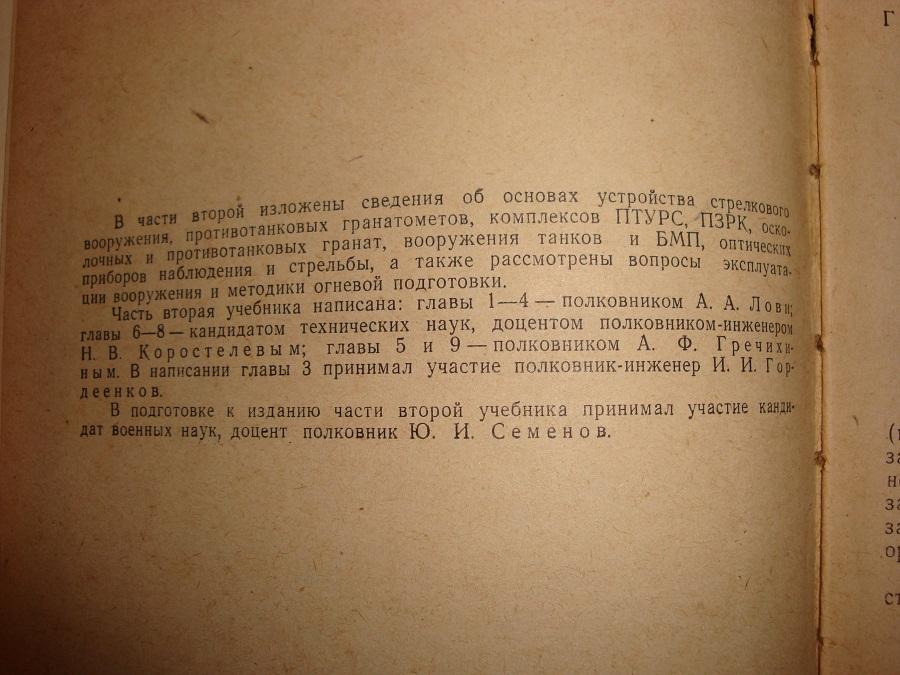 В части второй изложены сведения об основах устройства стрелкового
вооружения, противотанковых гранатометов, комплексов ПТУРС, ПЗРК, оско-
лочных и противотанковых гранат, вооружения танков и БМП, оптических
приборов наблюдения и стрельбы, а также рассмотрены вопросы эксплуата-
ции вооружения и методики огневой подготовки.
Часть вторая учебника написана: главы 1—4 — полковником А. А. Лови;
главы 6—8 — кандидатом технических наук, доцентом полковником-инженером
Н. В. Коростелевым; главы 5 и 9 — полковником А. Ф. Гречихи-
ным. В написании главы 3 принимал участие полковник-инженер И. И. Гор-
деенков.
В подготовке к изданию части второй учебника принимал участие канди-
дат военных наук, доцент полковник Ю. И. Семенов.
Г